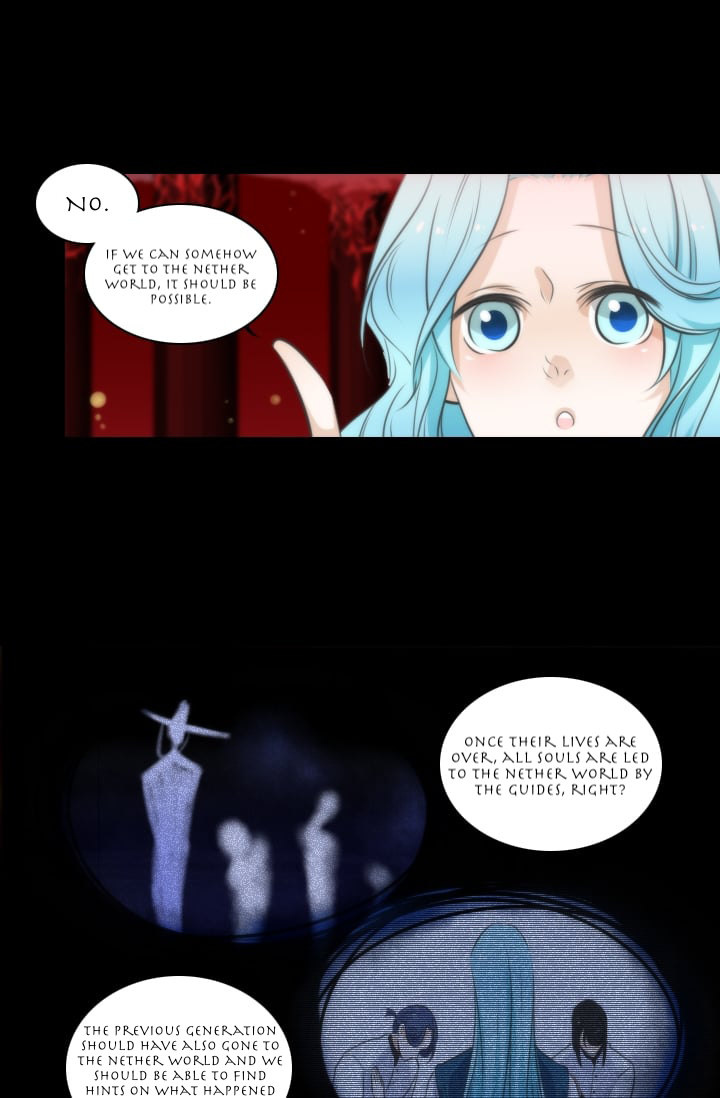 NO.
IF WE CAN SOMEHOW
GET TO THE NETHER
WORLD, IT SHOULD BE
POSSIBLE.
ONCE THEIR LIVES ARE
OVER, ALL SOULS ARE LED
TO THE NETHER WORLD BY
THE GUIDES, RIGHT?
THE PREVIOUS GENERATION
SHOULD HAVE ALSO GONE TO
THE NETHER WORLD AND WE
SHOULD BE ABLE TO FIND
HINTS ON WHAT HAPPENED